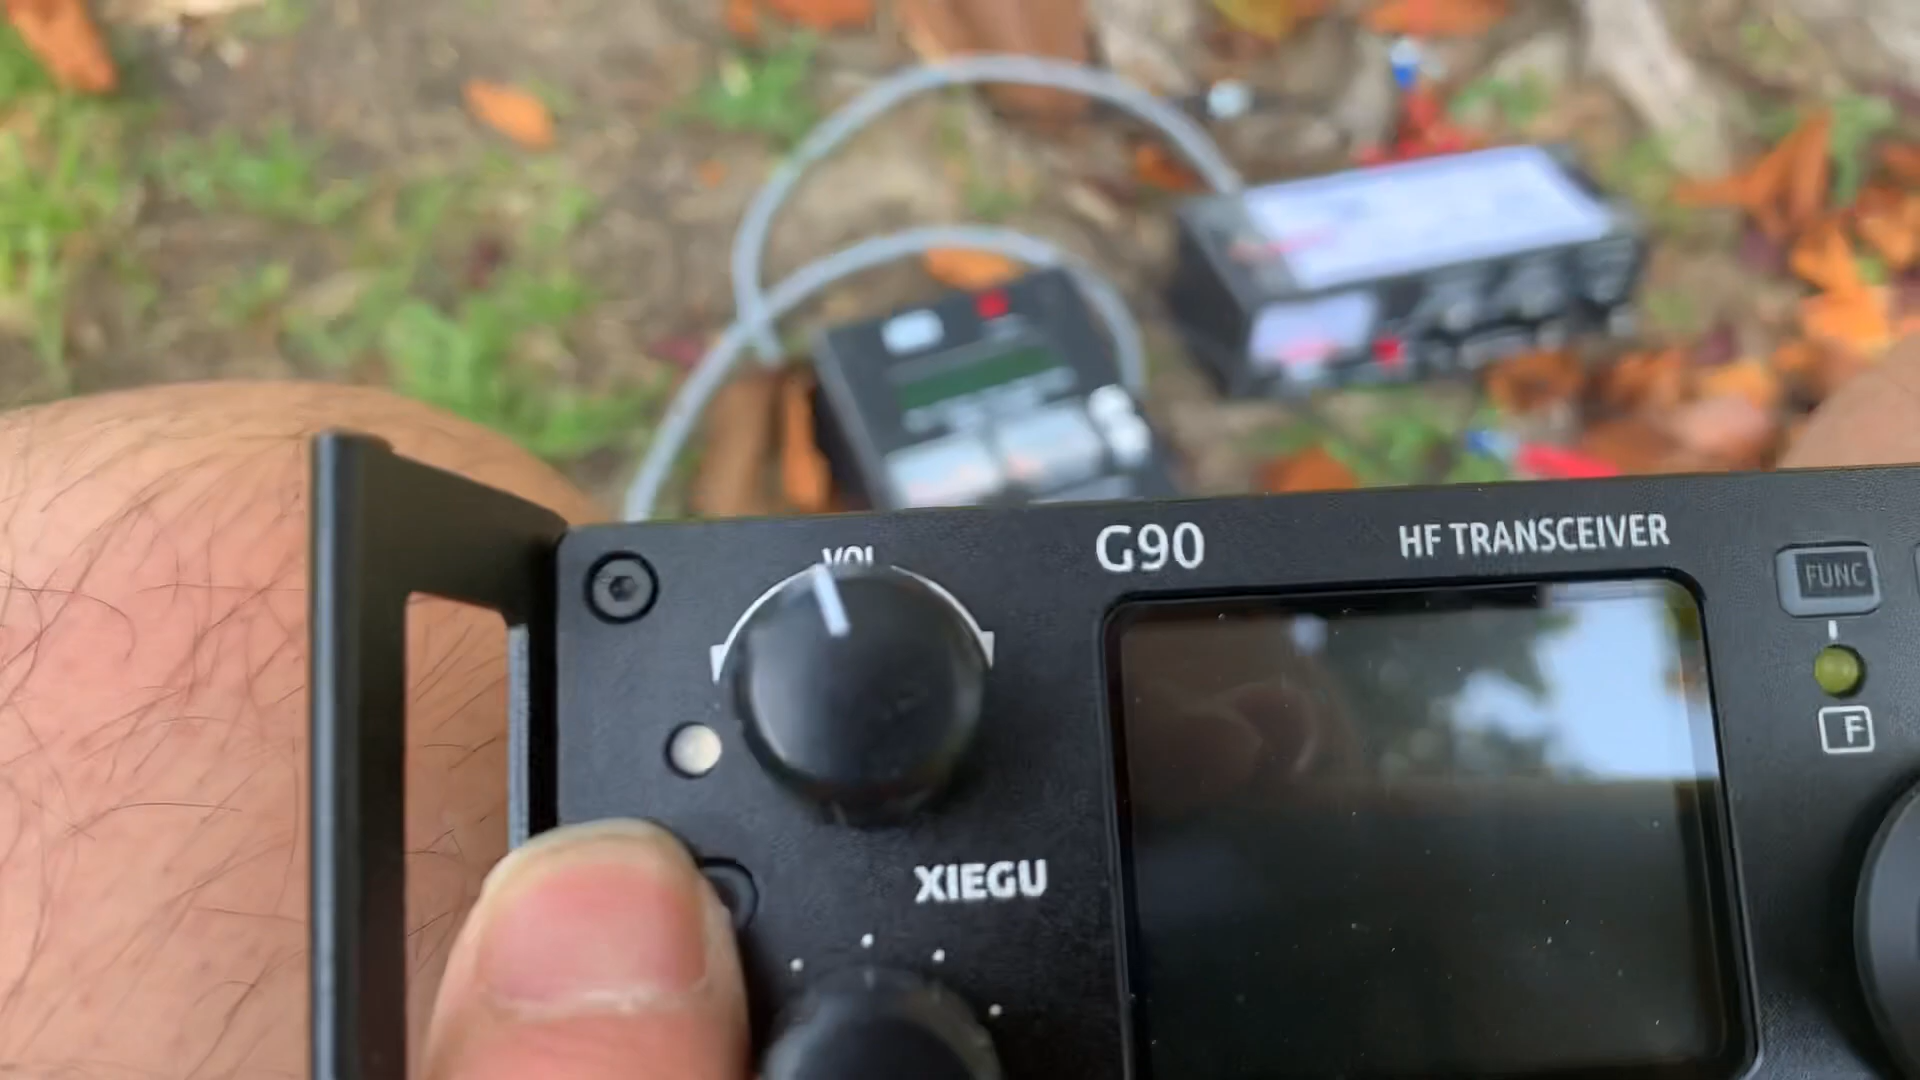 VOL
G90
HF TRANSCEIVER
FUNC
F
XIEGU